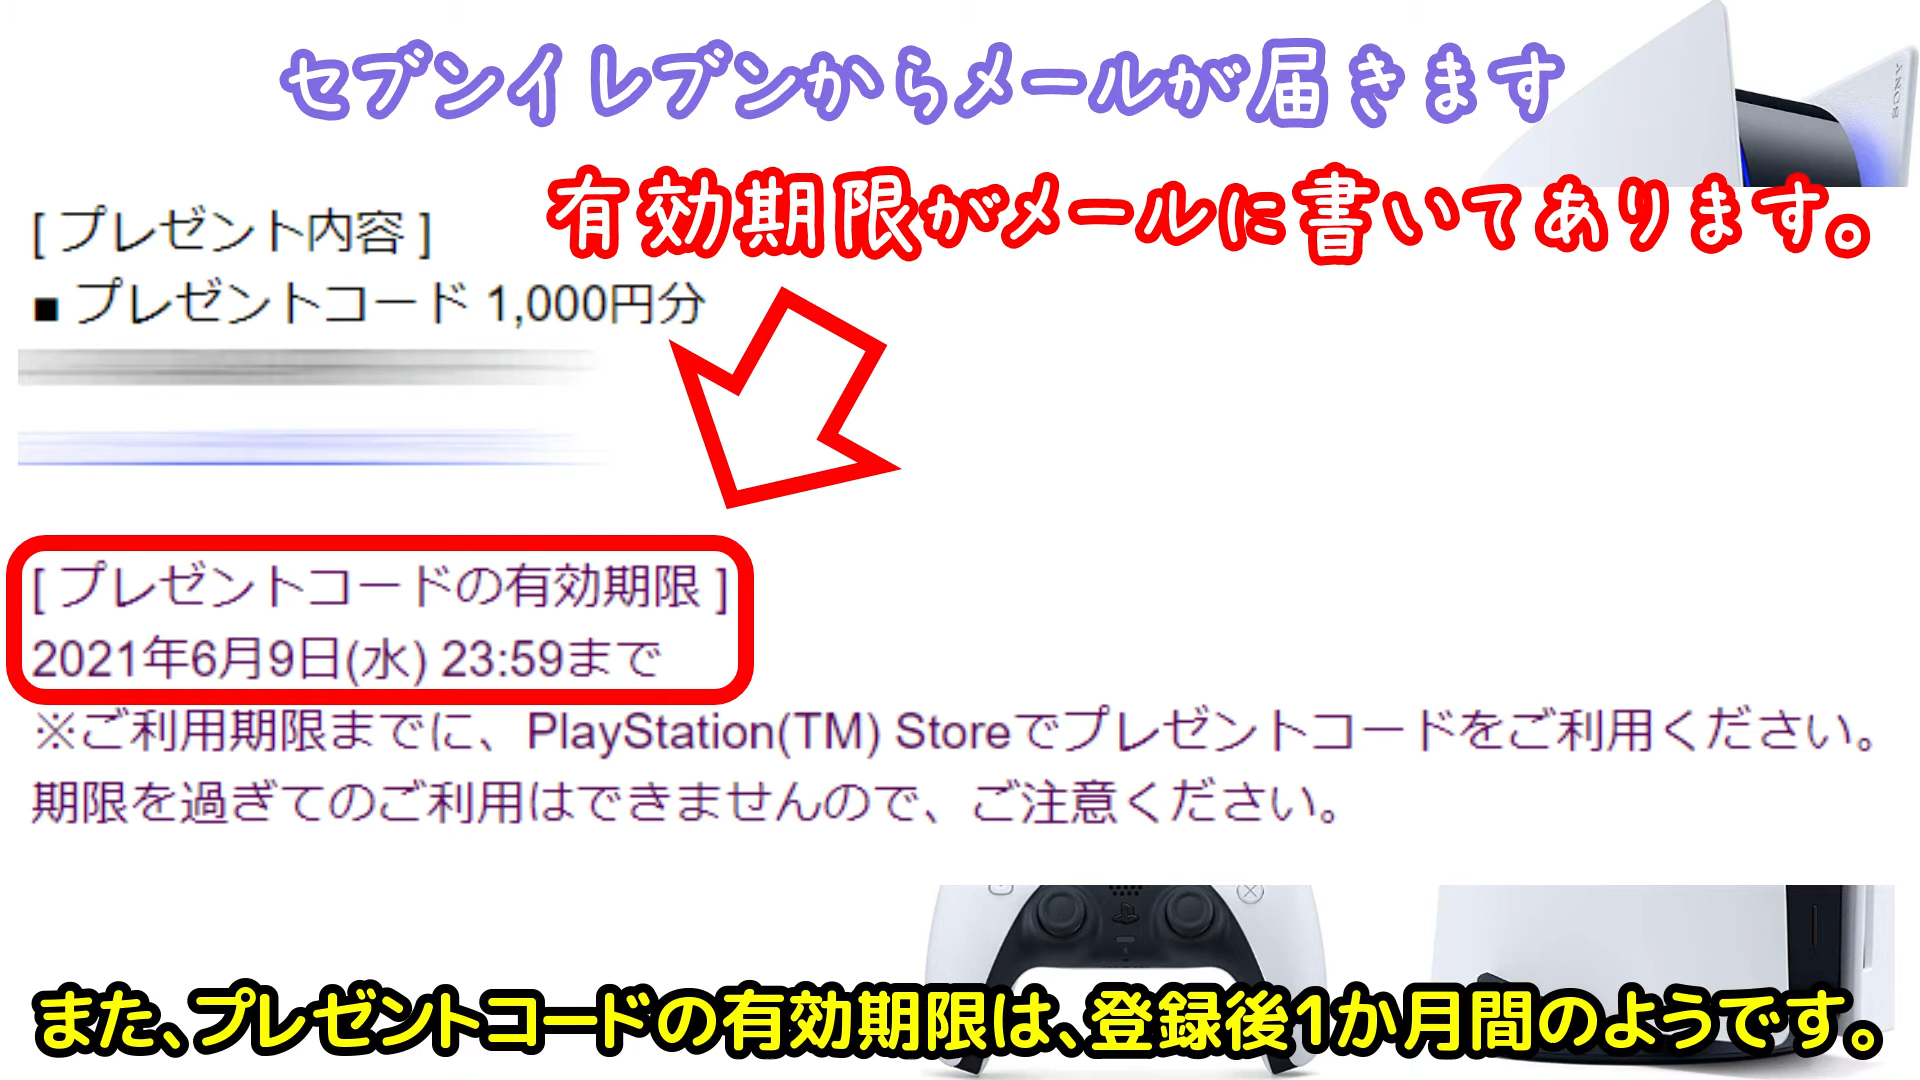 セブンイレブンからメールが届きます
有効期限がメールに書いてあります。
[ プレゼント内容 ]
■ プレゼントコード 1,000円分
[ プレゼントコードの有効期限 ]
2021年6月9日(水) 23:59まで
※ご利用期限までに、PlayStation(TM) Storeでプレゼントコードをご利用ください。
期限を過ぎてのご利用はできませんので、ご注意ください。
また、プレゼントコードの有効期限は、登録後1か月間のようです。